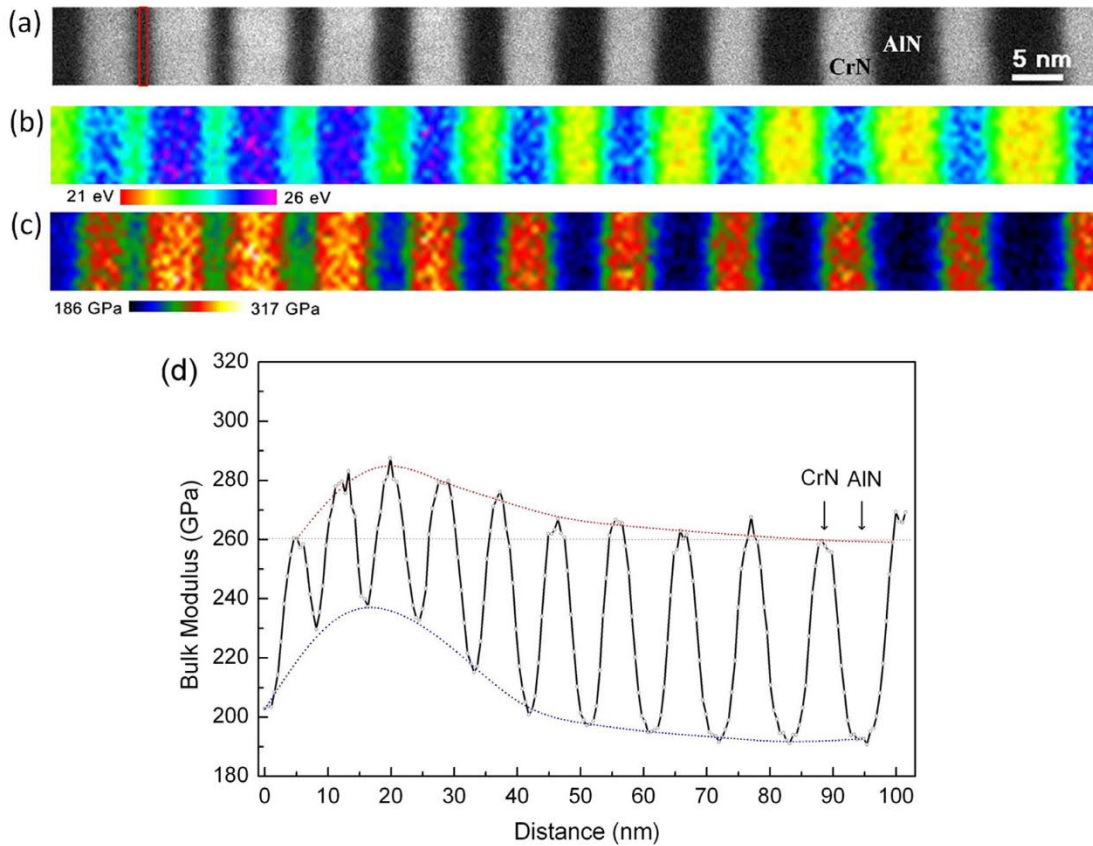 (a)
AlN
CrN
5 nm
(b)
21 eV 26 eV
(c)
186 GPa 317 GPa
(d)
320
300
280
260
240
220
200
180
Bulk Modulus (GPa)
CrN AlN
0 10 20 30 40 50 60 70 80 90 100
Distance (nm)